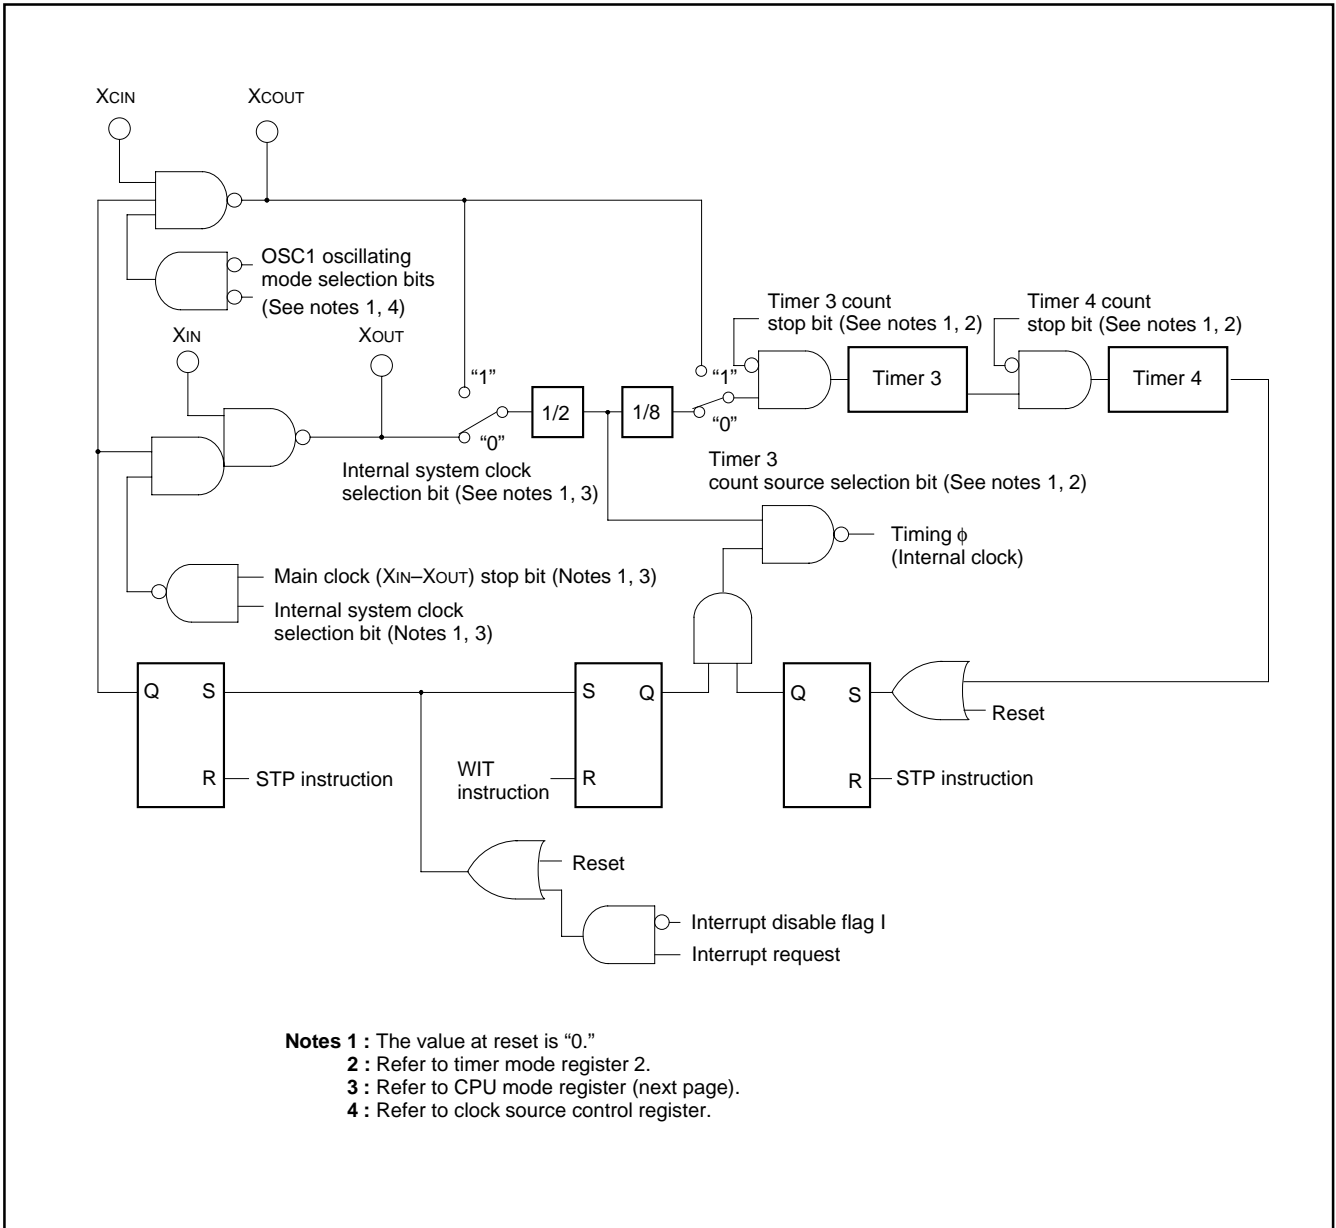 XCIN
XCOUT
OSC1 oscillating
mode selection bits
(See notes 1, 4)
XIN
XOUT
“1”
“0”
Internal system clock
selection bit (See notes 1, 3)
1/2
1/8
“1”
“0”
Timer 3
count source selection bit (See notes 1, 2)
Timer 3 count
stop bit (See notes 1, 2)
Timer 3
Timer 4 count
stop bit (See notes 1, 2)
Timer 4
Timing ϕ
(Internal clock)
Main clock (XIN–XOUT) stop bit (Notes 1, 3)
Internal system clock
selection bit (Notes 1, 3)
Q
S
R
STP instruction
WIT
instruction
S
Q
R
Q
S
R
Reset
STP instruction
Reset
Interrupt disable flag I
Interrupt request
Notes 1 : The value at reset is “0.”
2 : Refer to timer mode register 2.
3 : Refer to CPU mode register (next page).
4 : Refer to clock source control register.